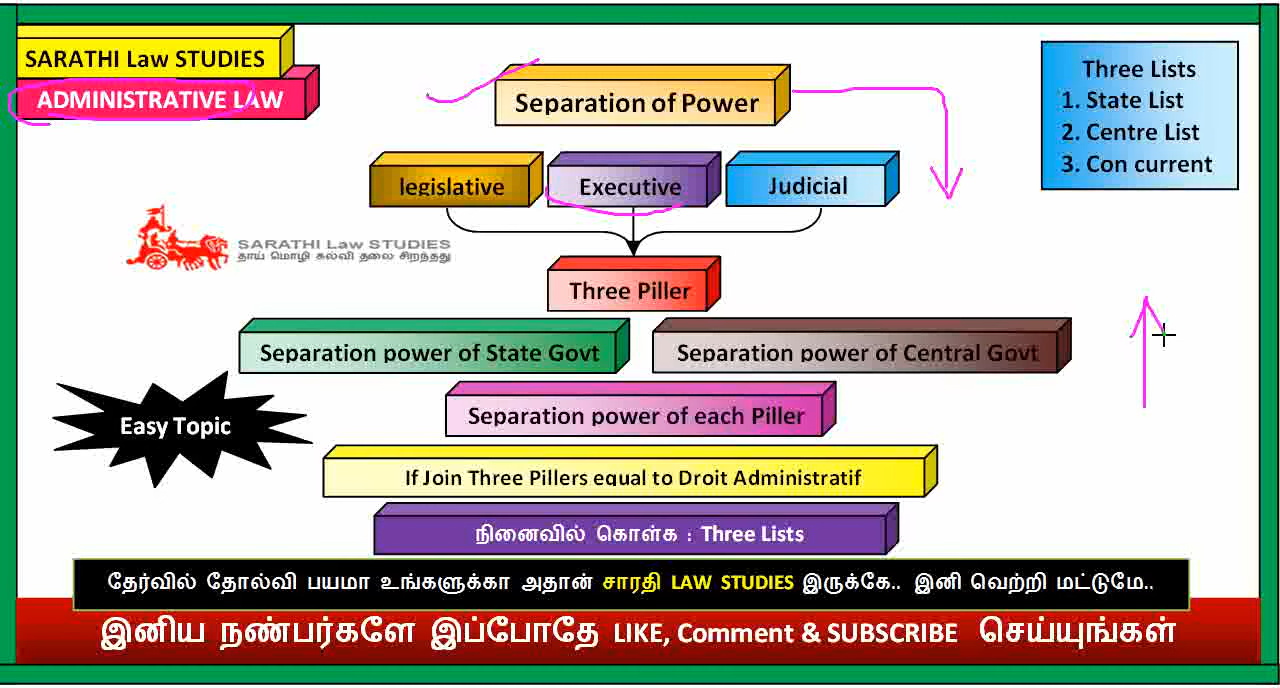 SARATHI Law STUDIES
ADMINISTRATIVE LAW
Separation of Power
Three Lists
1. State List
2. Centre List
3. Con current
legislative
Executive
Judicial
SARATHI Law STUDIES
தாய் மொழி கல்வி தலை சிறந்தது
Three Piller
Separation power of State Govt
Separation power of Central Govt
Separation power of each Piller
Easy Topic
If Join Three Pillers equal to Droit Administratif
நினைவில் கொள்க : Three Lists
தேர்வில் தோல்வி பயமா உங்களுக்கா அதான் சாரதி LAW STUDIES இருக்கே.. இனி வெற்றி மட்டுமே..
இனிய நண்பர்களே இப்போதே LIKE, Comment & SUBSCRIBE செய்யுங்கள்